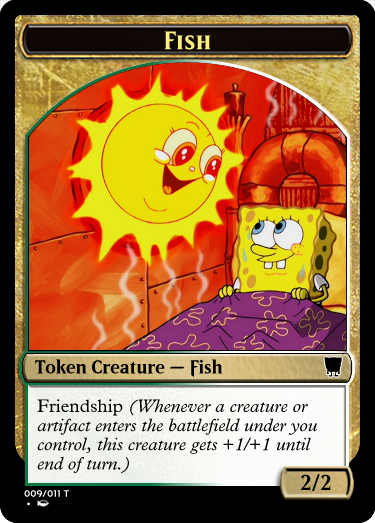 Fish
Token Creature — Fish
Friendship (Whenever a creature or
artifact enters the battlefield under you
control, this creature gets +1/+1 until
end of turn.)
2/2
009/011 T